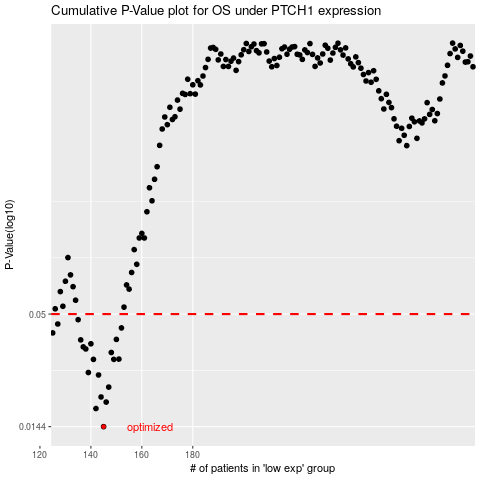 Cumulative P-Value plot for OS under PTCH1 expression
P-Value(log10)
0.05
0.0144
optimized
120 140 160 180
# of patients in 'low exp' group